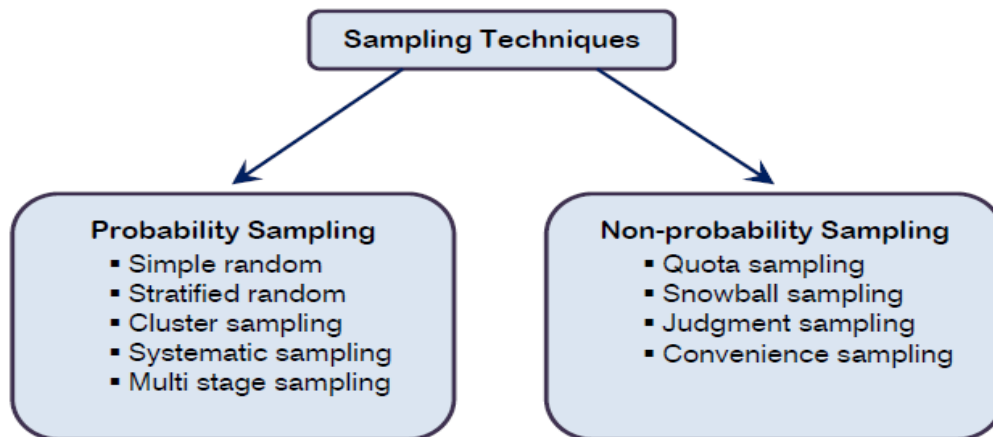 Sampling Techniques
Probability Sampling
▪ Simple random
▪ Stratified random
▪ Cluster sampling
▪ Systematic sampling
▪ Multi stage sampling
Non-probability Sampling
▪ Quota sampling
▪ Snowball sampling
▪ Judgment sampling
▪ Convenience sampling